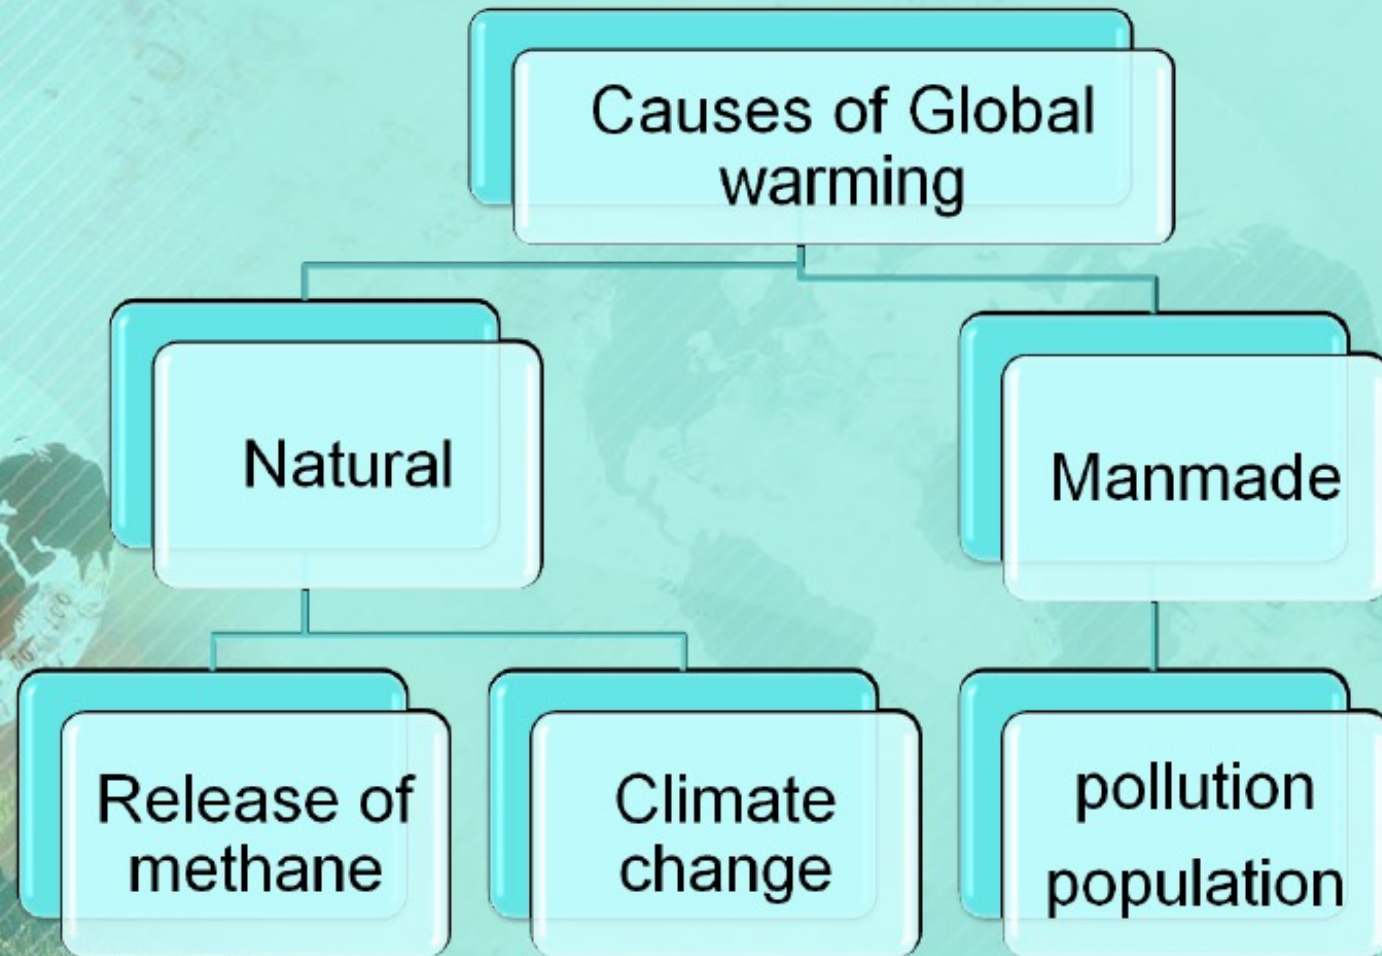 Causes of Global
warming
Natural
Manmade
Release of
methane
Climate
change
pollution
population